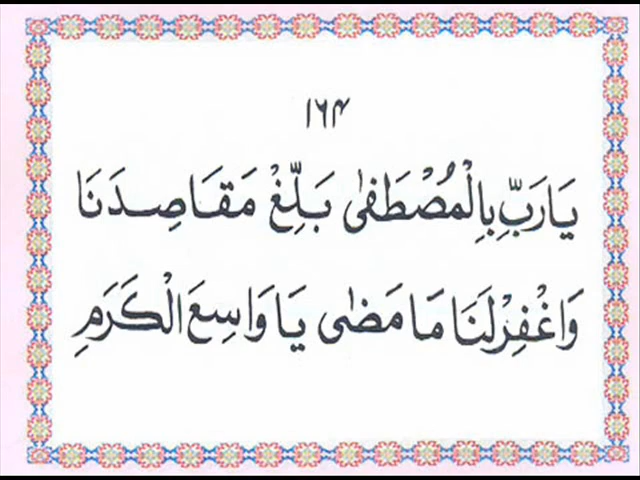 ١٦٤
يَا رَبِّ بِالْمُصْطَفٰى بَلِّغْ مَقَاصِدَنَا
وَاغْفِرْ لَنَا مَا مَضٰى يَا وَاسِعَ الْكَرَمِ